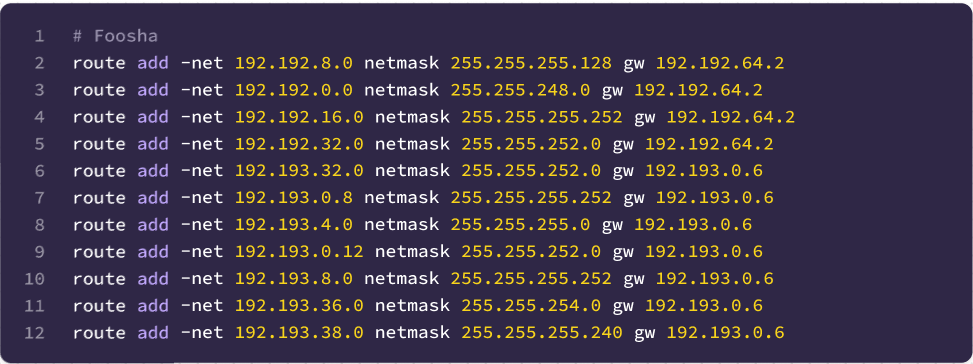 1 # Foosha
2 route add -net 192.192.8.0 netmask 255.255.255.128 gw 192.192.64.2
3 route add -net 192.192.0.0 netmask 255.255.248.0 gw 192.192.64.2
4 route add -net 192.192.16.0 netmask 255.255.255.252 gw 192.192.64.2
5 route add -net 192.192.32.0 netmask 255.255.252.0 gw 192.192.64.2
6 route add -net 192.193.32.0 netmask 255.255.252.0 gw 192.193.0.6
7 route add -net 192.193.0.8 netmask 255.255.255.252 gw 192.193.0.6
8 route add -net 192.193.4.0 netmask 255.255.255.0 gw 192.193.0.6
9 route add -net 192.193.0.12 netmask 255.255.252.0 gw 192.193.0.6
10 route add -net 192.193.8.0 netmask 255.255.255.252 gw 192.193.0.6
11 route add -net 192.193.36.0 netmask 255.255.254.0 gw 192.193.0.6
12 route add -net 192.193.38.0 netmask 255.255.255.240 gw 192.193.0.6